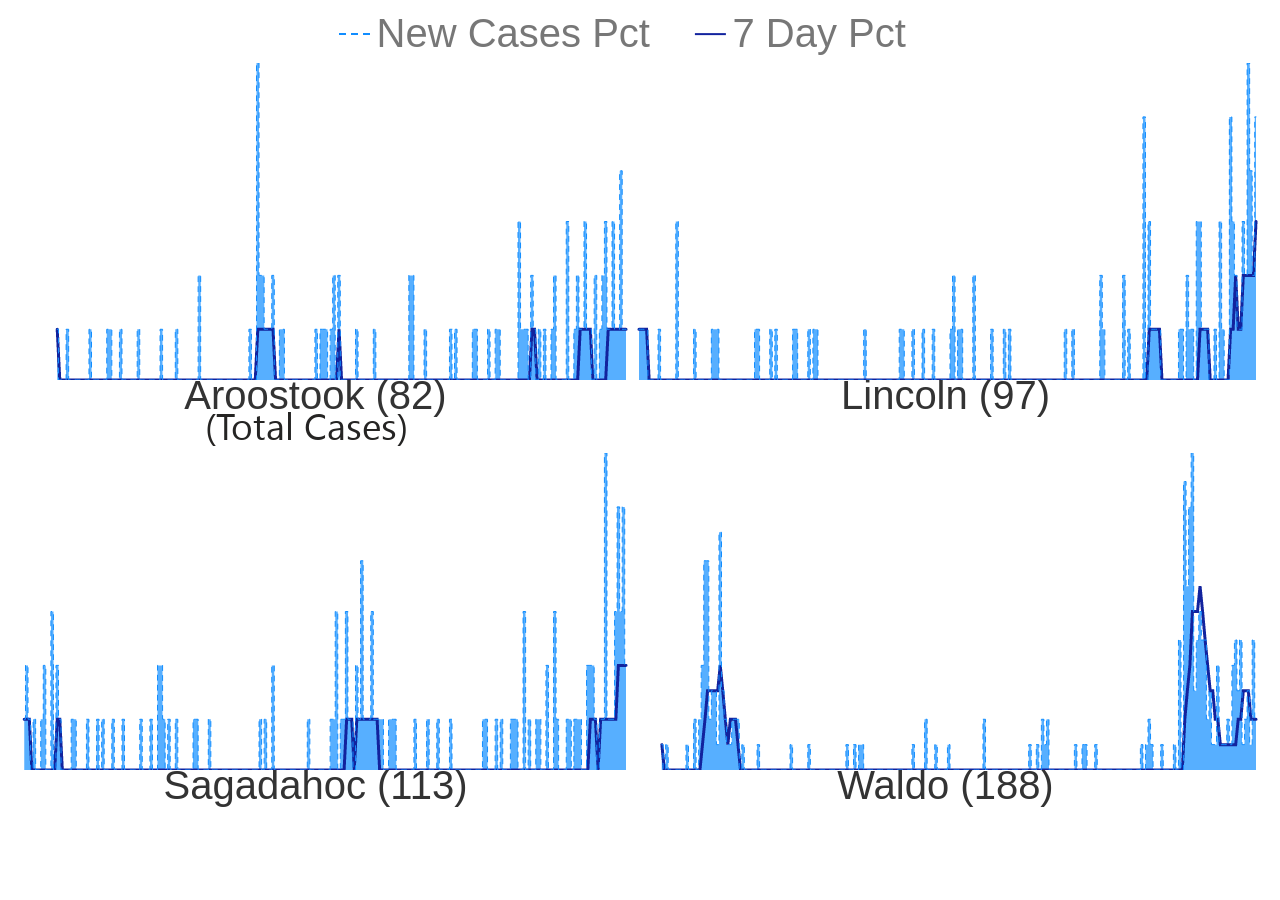 New Cases Pct 7 Day Pct
Aroostook (82) Lincoln (97)
(Total Cases)
Sagadahoc (113) Waldo (188)